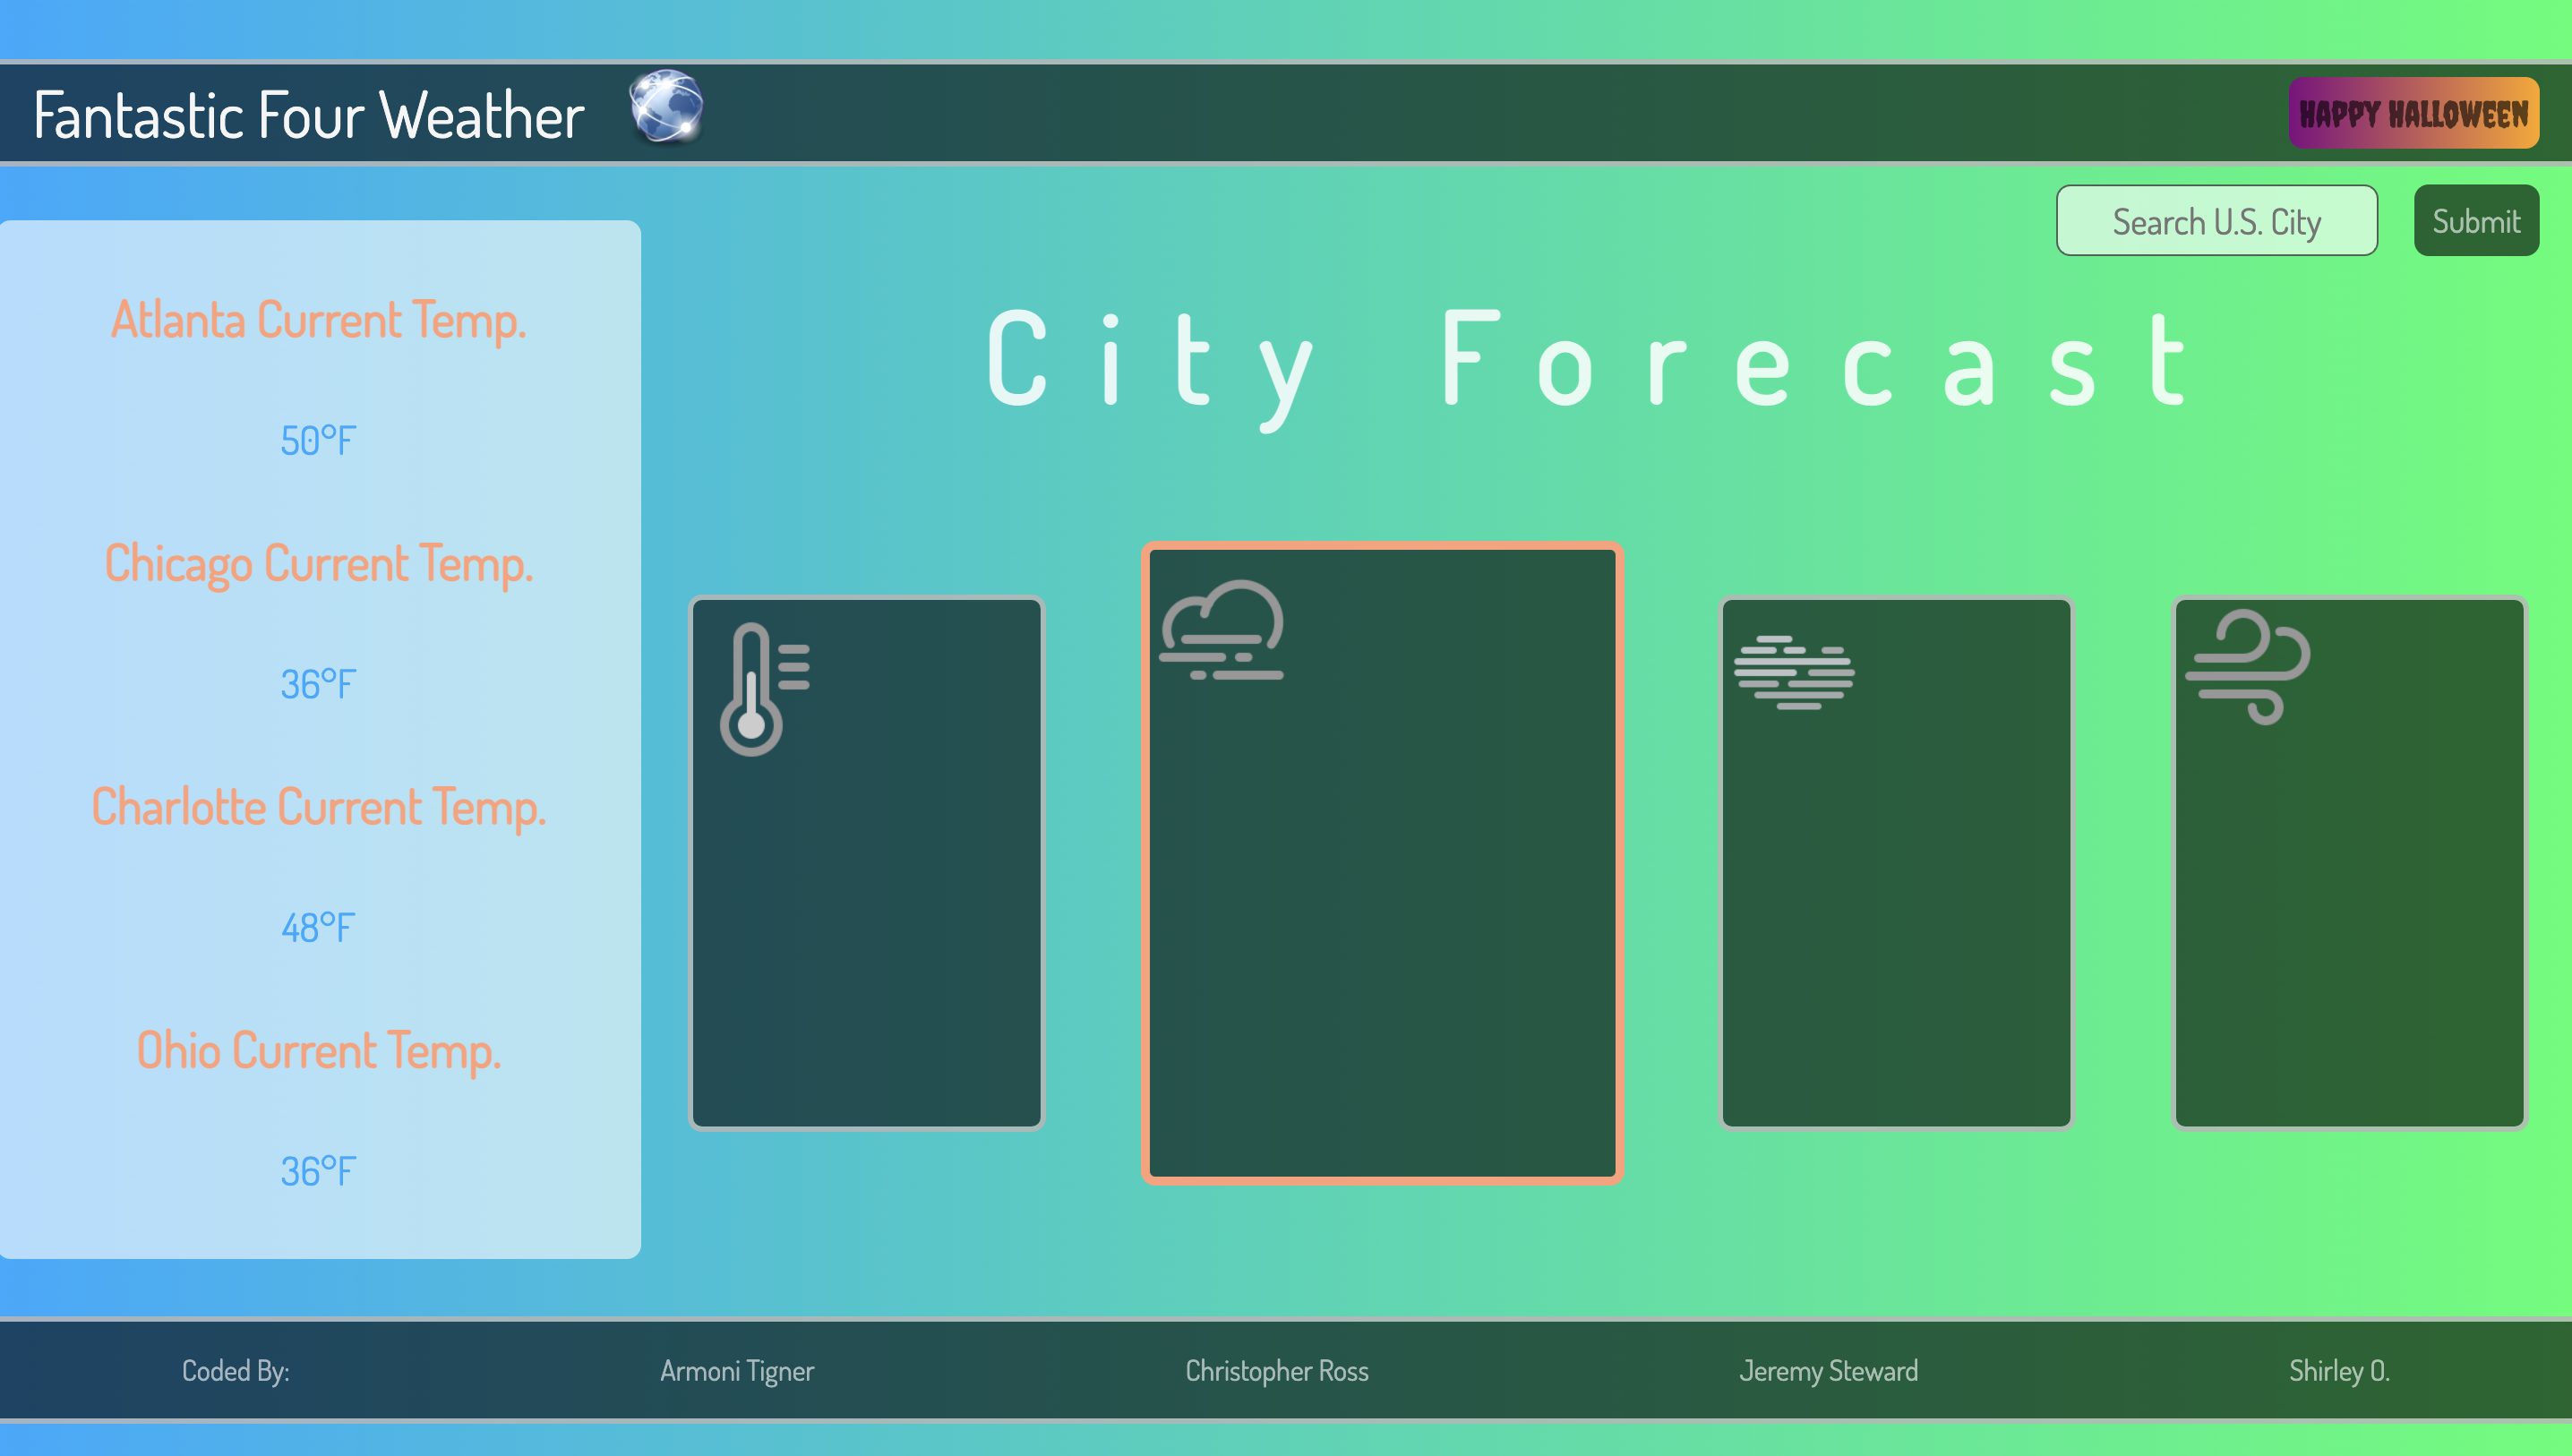 Fantastic Four Weather
HAPPY HALLOWEEN
Search U.S. City
Submit
City Forecast
Atlanta Current Temp.
50°F
Chicago Current Temp.
36°F
Charlotte Current Temp.
48°F
Ohio Current Temp.
36°F
Coded By:
Armoni Tigner
Christopher Ross
Jeremy Steward
Shirley O.